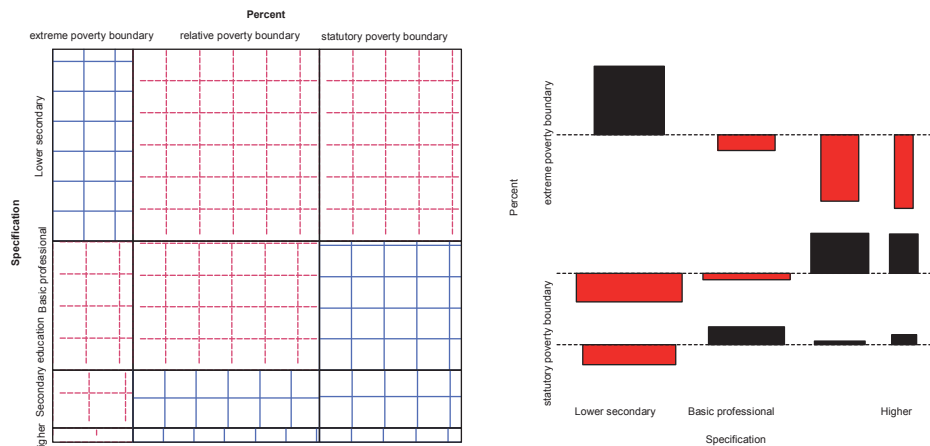 Percent
extreme poverty boundary relative poverty boundary statutory poverty boundary
Specification
Lower secondary
Basic professional
education
Secondary
igher
Percent
extreme poverty boundary
statutory poverty boundary
Lower secondary Basic professional Higher
Specification